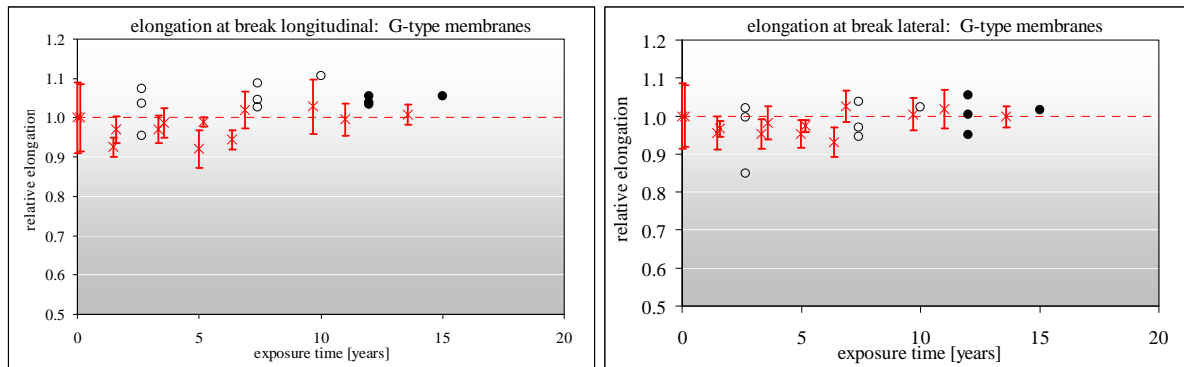 elongation at break longitudinal: G-type membranes
1.2
1.1
1.0
0.9
0.8
0.7
0.6
0.5
relative elongation
0 5 10 15 20
exposure time [years]
elongation at break lateral: G-type membranes
1.2
1.1
1.0
0.9
0.8
0.7
0.6
0.5
relative elongation
0 5 10 15 20
exposure time [years]